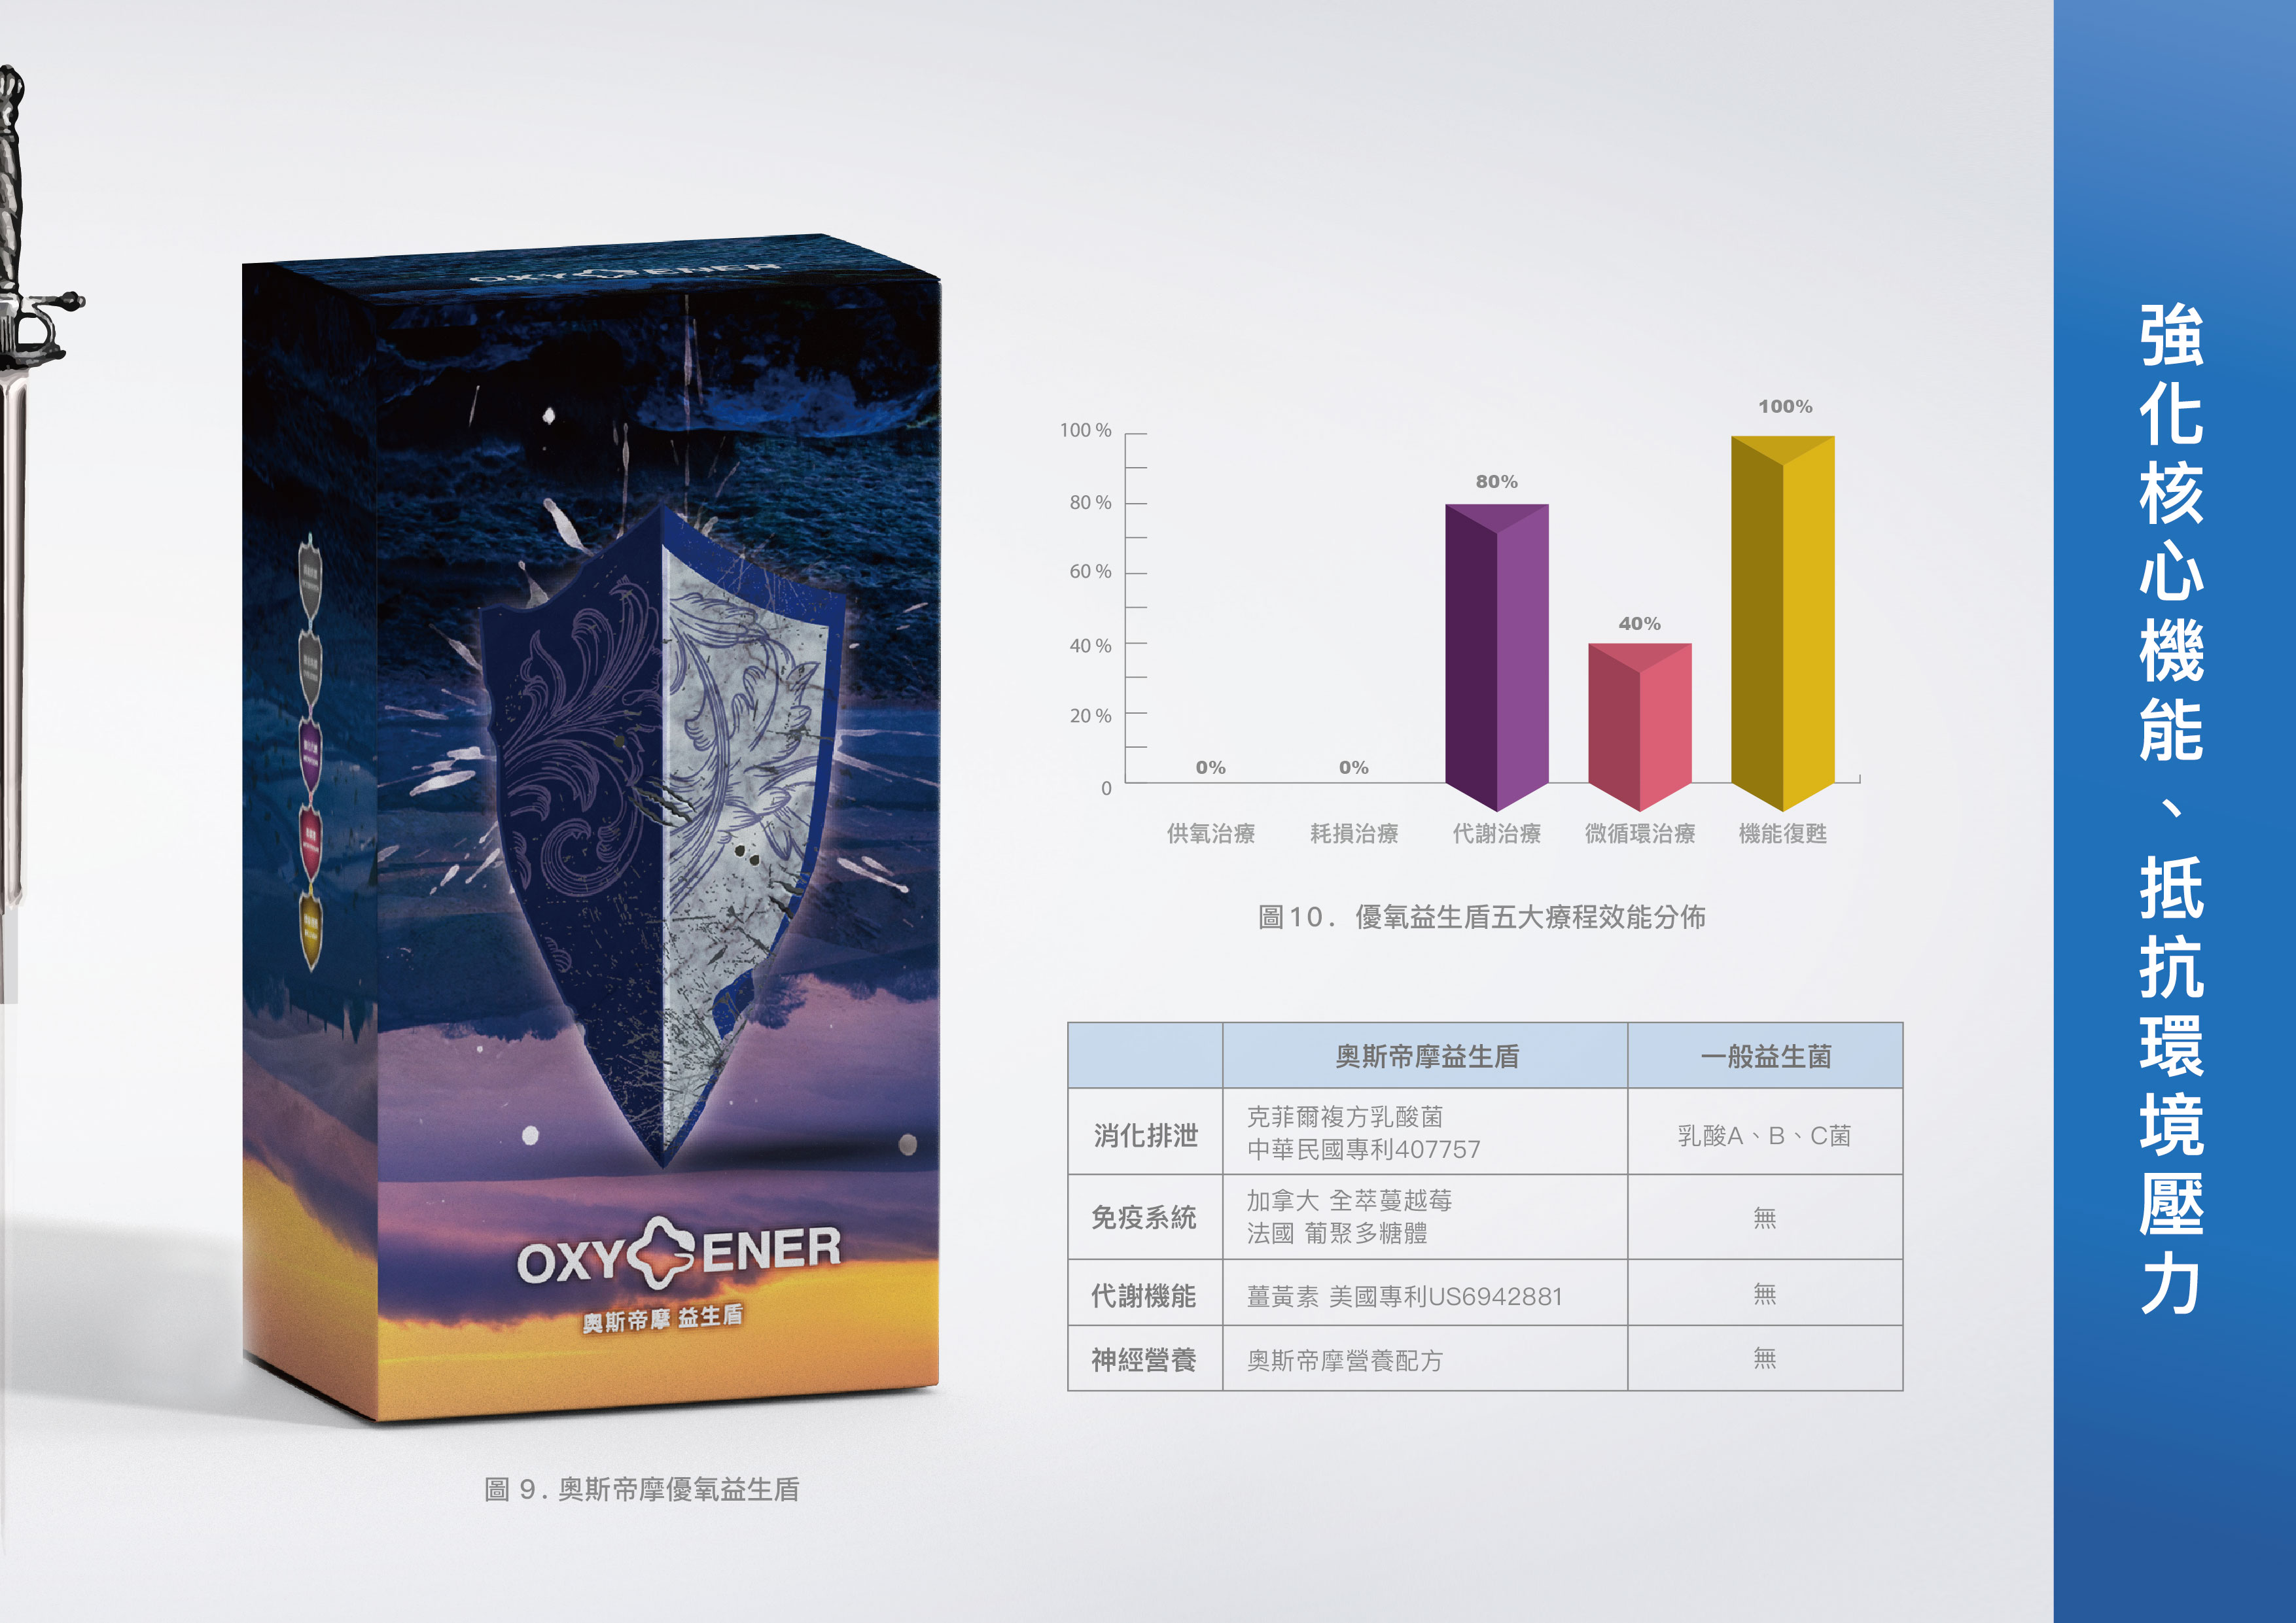 OXYGENER
OXYGENER
奧斯帝摩 益生盾
圖 9. 奧斯帝摩優氧益生盾
100 %
80 %
60 %
40 %
20 %
0
0%
0%
80%
40%
100%
供氧治療
耗損治療
代謝治療
微循環治療
機能復甦
圖10. 優氧益生盾五大療程效能分佈
奧斯帝摩益生盾
一般益生菌
消化排泄
克菲爾複方乳酸菌
中華民國專利407757
乳酸A、B、C菌
免疫系統
加拿大 全萃蔓越莓
法國 葡聚多糖體
無
代謝機能
薑黃素 美國專利US6942881
無
神經營養
奧斯帝摩營養配方
無
強化核心機能、抵抗環境壓力